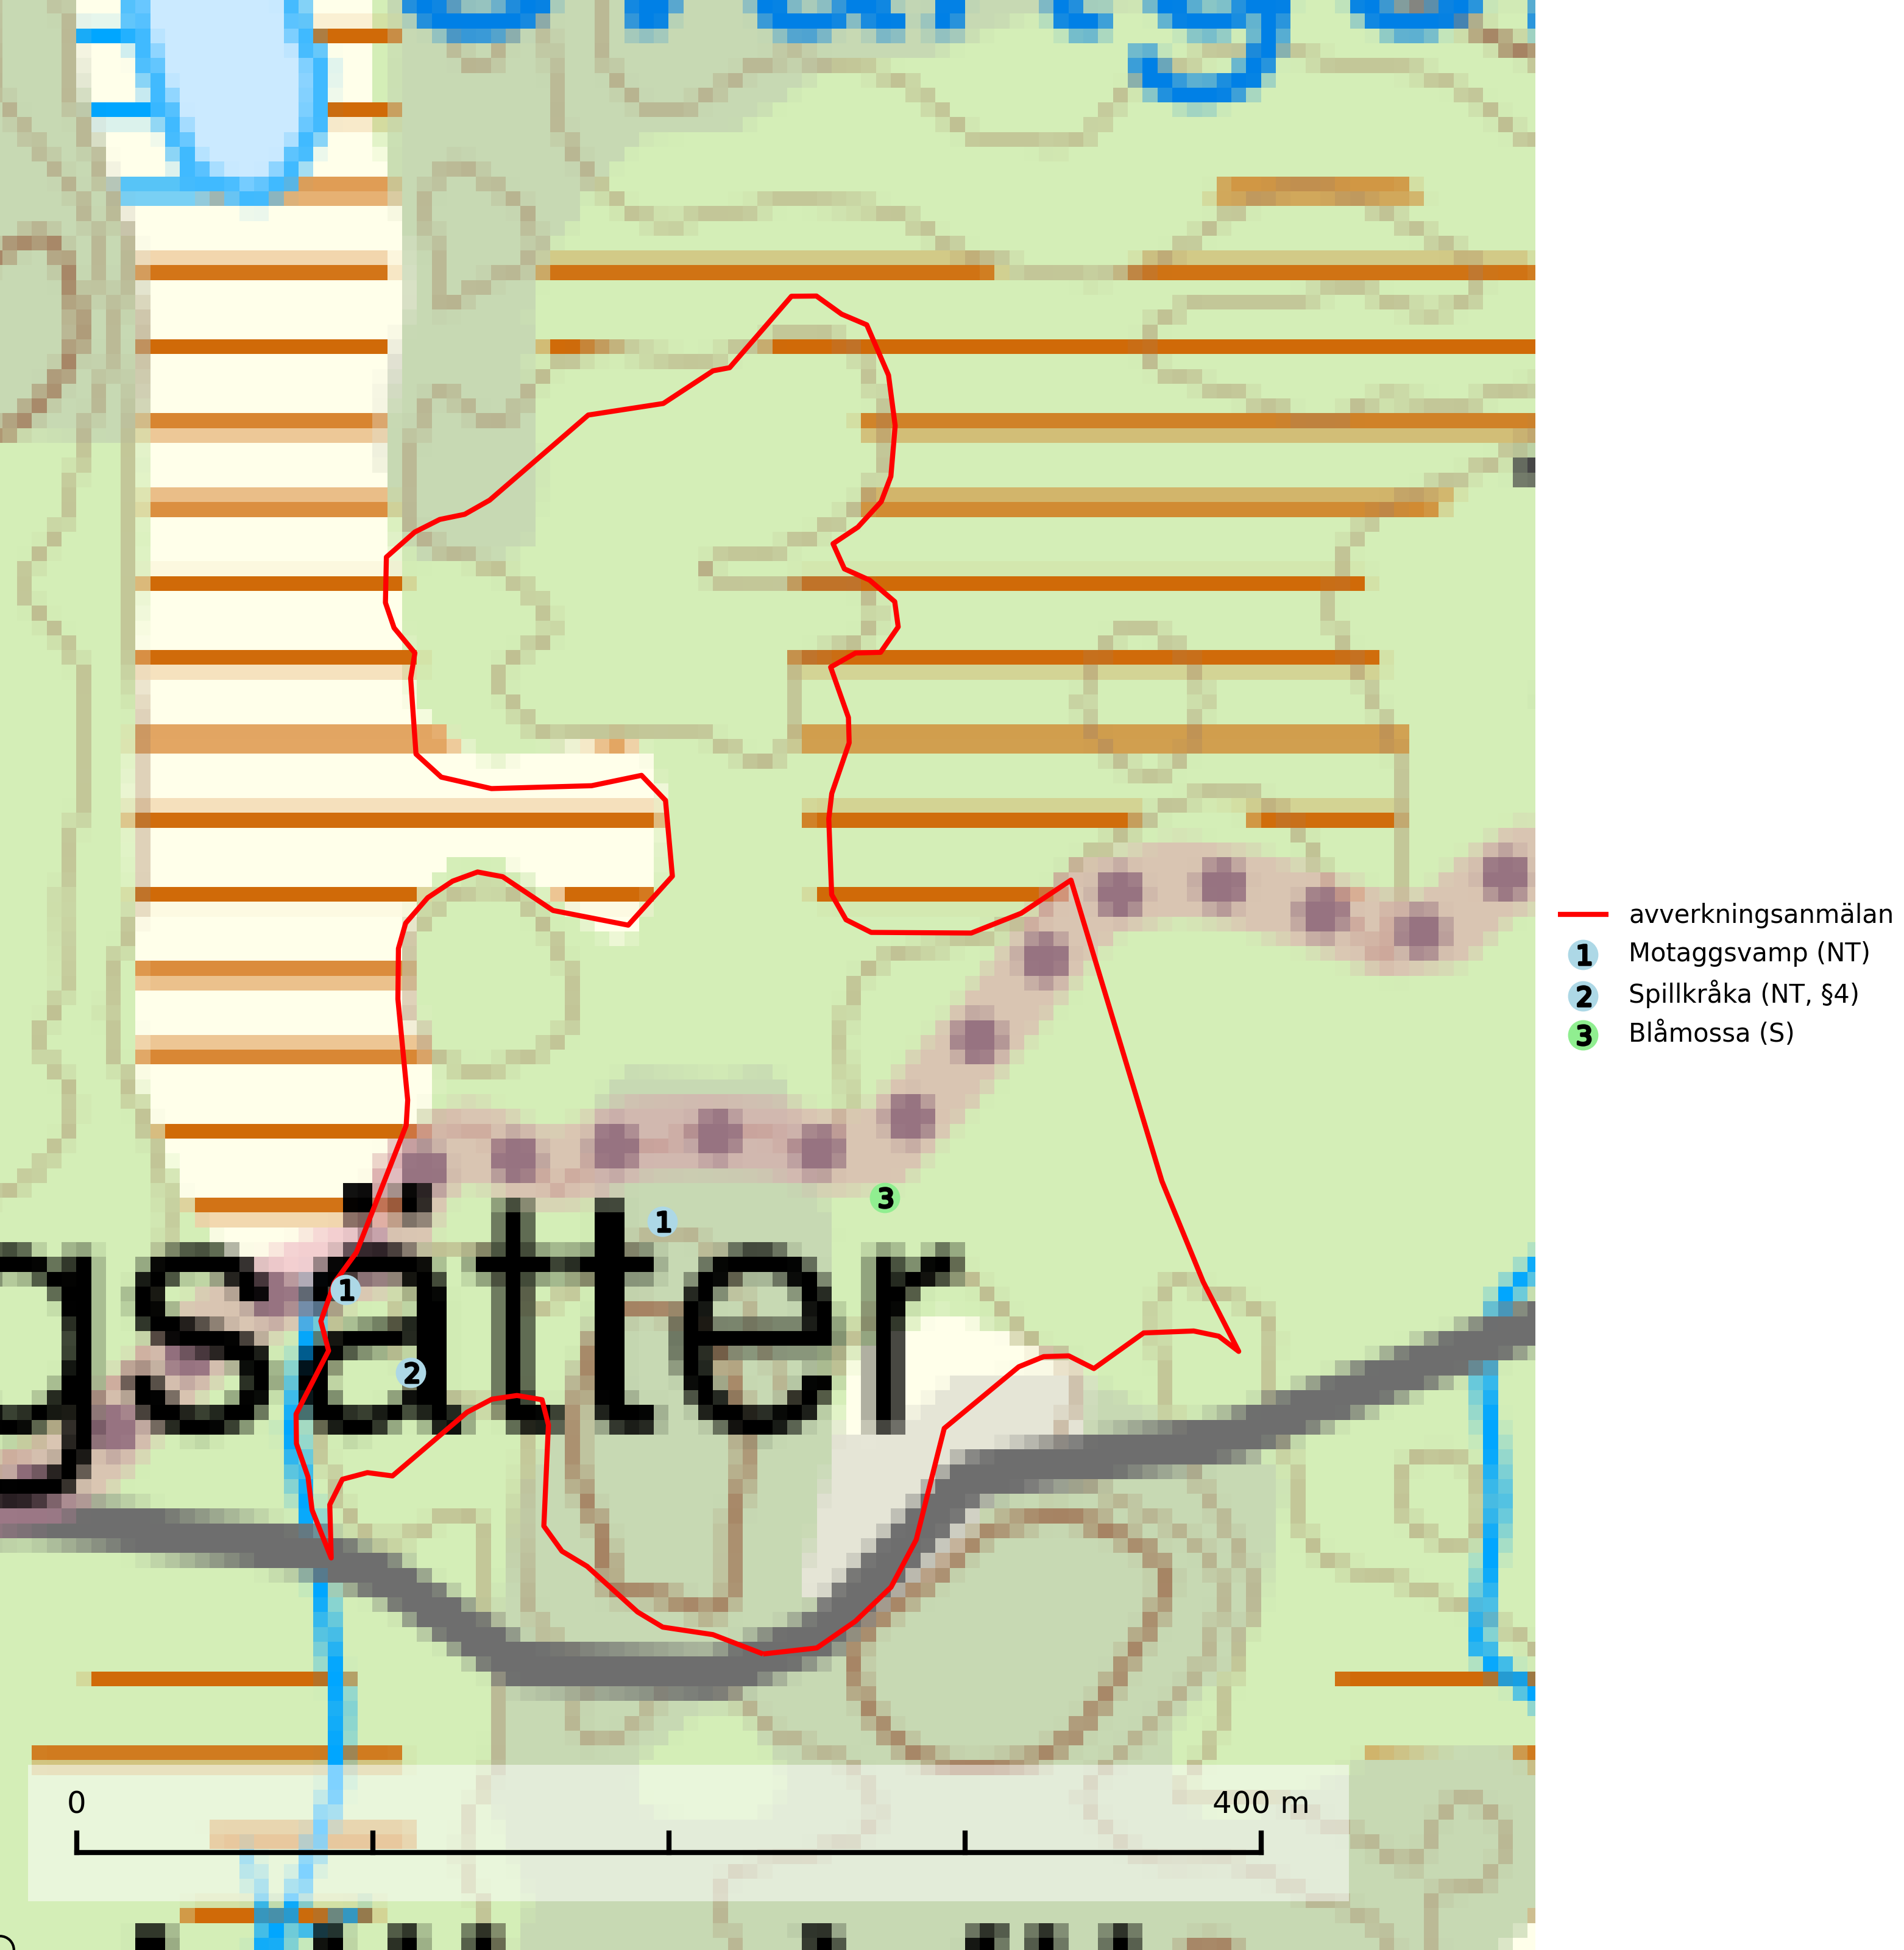 avverkningsanmälan
1 Motaggsvamp (NT)
2 Spillkråka (NT, §4)
3 Blåmossa (S)
1
3
1
2
gsätter
0 400 m